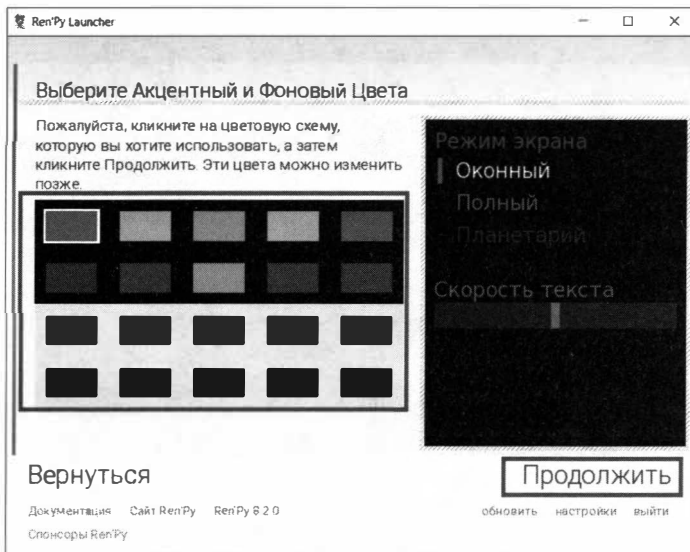 Ren'Py Launcher
Выберите Акцентный и Фоновый Цвета
Пожалуйста, кликните на цветовую схему,
которую вы хотите использовать, а затем
кликните Продолжить. Эти цвета можно изменить
позже.
Режим экрана
Оконный
Полный
Планетарий
Скорость текста
Вернуться
Продолжить
Документация Сайт Ren'Py Ren'Py 8.2.0
обновить настройки выйти
Спонсоры Ren'Py